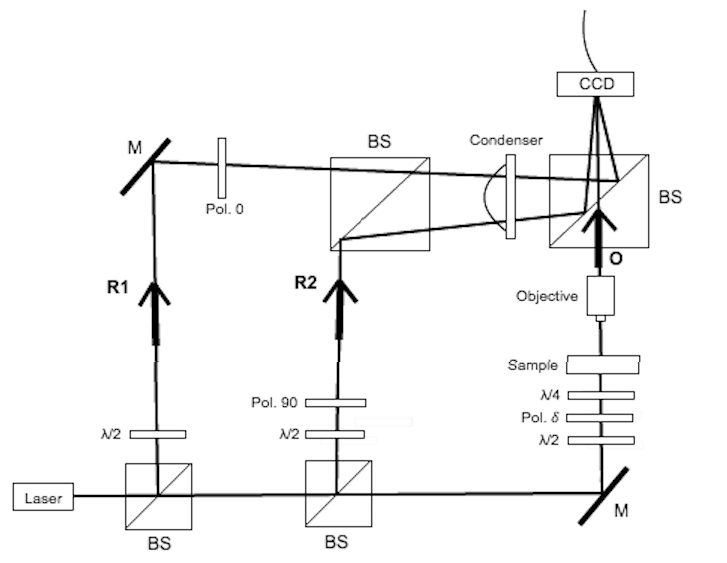 CCD
M
BS
Condenser
BS
Pol. 0
O
R1
R2
Objective
Sample
λ/4
Pol. 90
Pol. δ
λ/2
λ/2
λ/2
Laser
M
BS
BS